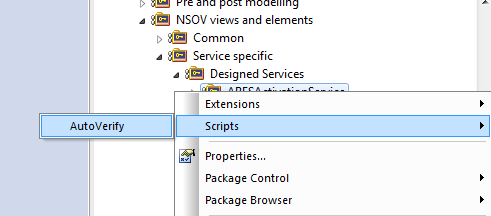 Pre and post modelling
NSOV views and elements
Common
Service specific
Designed Services
Extensions
AutoVerify
Scripts
Properties...
Package Control
Package Browser